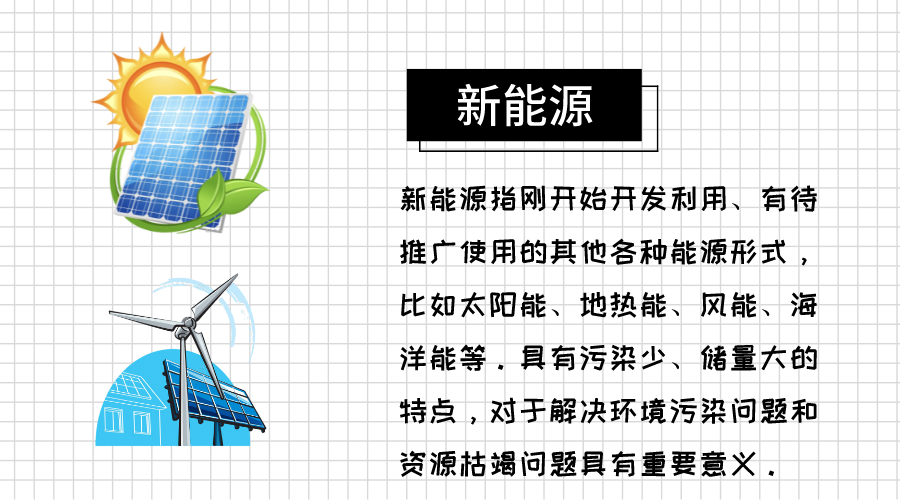 新能源
新能源指刚开始开发利用、有待
推广使用的其他各种能源形式，
比如太阳能、地热能、风能、海
洋能等．具有污染少、储量大的
特点，对于解决环境污染问题和
资源枯竭问题具有重要意义．